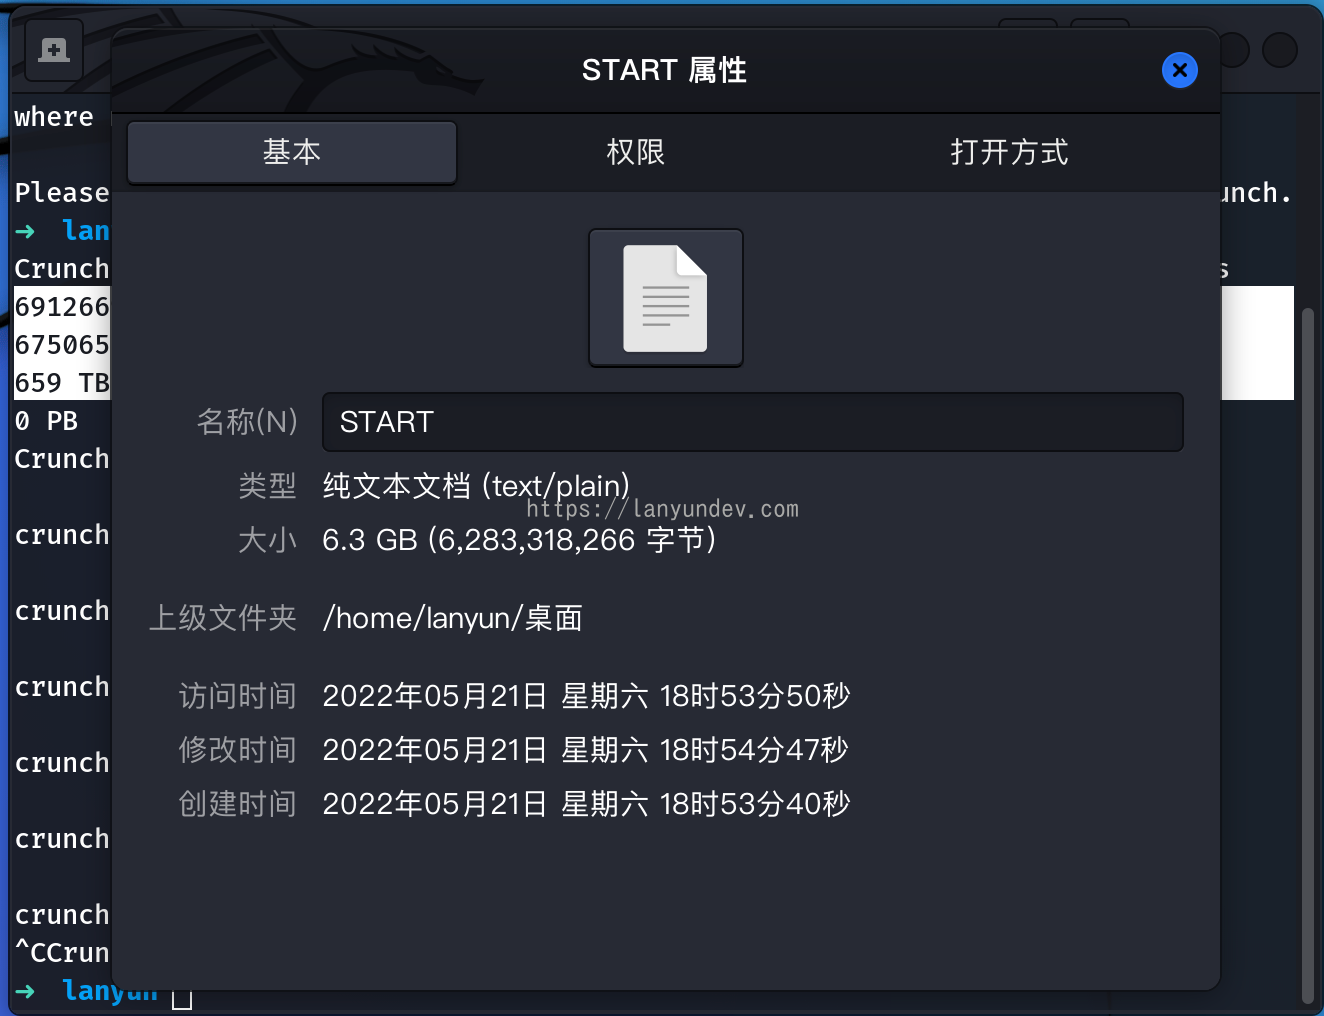 START 属性
基本 权限 打开方式
where
Please
unch.
➜ lan
Crunch
s
691266
675065
659 TB
0 PB
Crunch
crunch
crunch
crunch
crunch
crunch
crunch
^CCrun
➜ lanyun
名称(N) START
类型 纯文本文档 (text/plain)
https://lanyundev.com
大小 6.3 GB (6,283,318,266 字节)
上级文件夹 /home/lanyun/桌面
访问时间 2022年05月21日 星期六 18时53分50秒
修改时间 2022年05月21日 星期六 18时54分47秒
创建时间 2022年05月21日 星期六 18时53分40秒